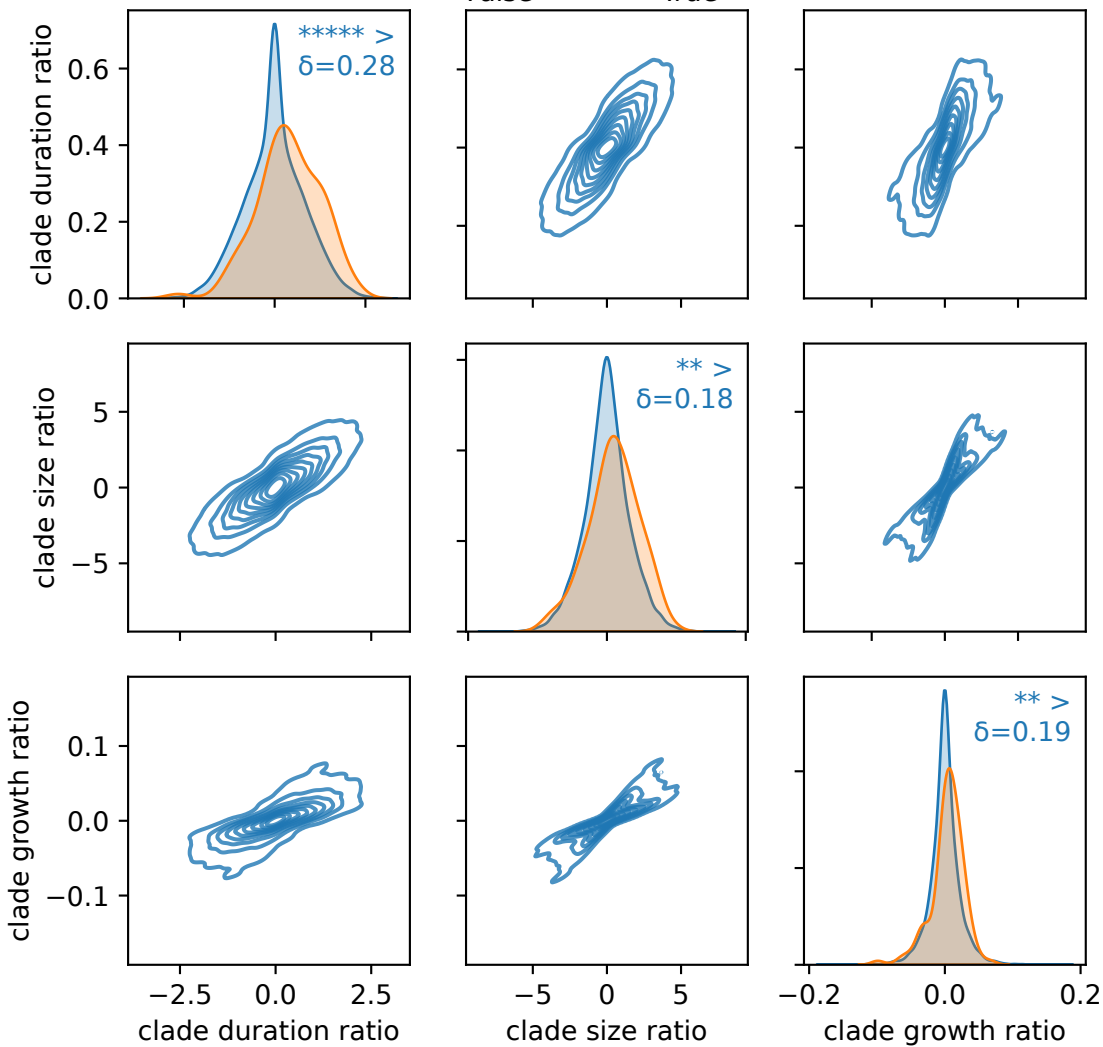 clade duration ratio
0.6
0.4
0.2
0.0
***** >
δ=0.28
clade size ratio
5
0
−5
** >
δ=0.18
clade growth ratio
0.1
0.0
−0.1
** >
δ=0.19
−2.5 0.0 2.5
−5 0 5
−0.2 0.0 0.2
clade duration ratio
clade size ratio
clade growth ratio